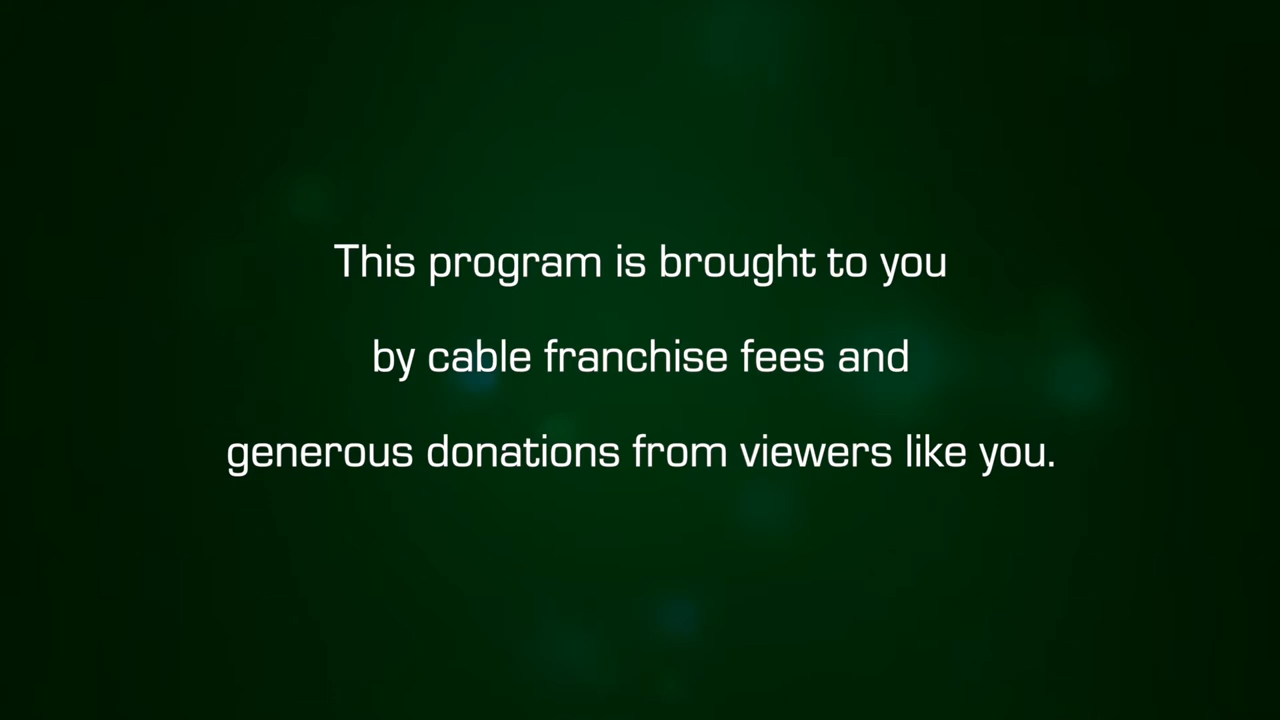 This program is brought to you
by cable franchise fees and
generous donations from viewers like you.